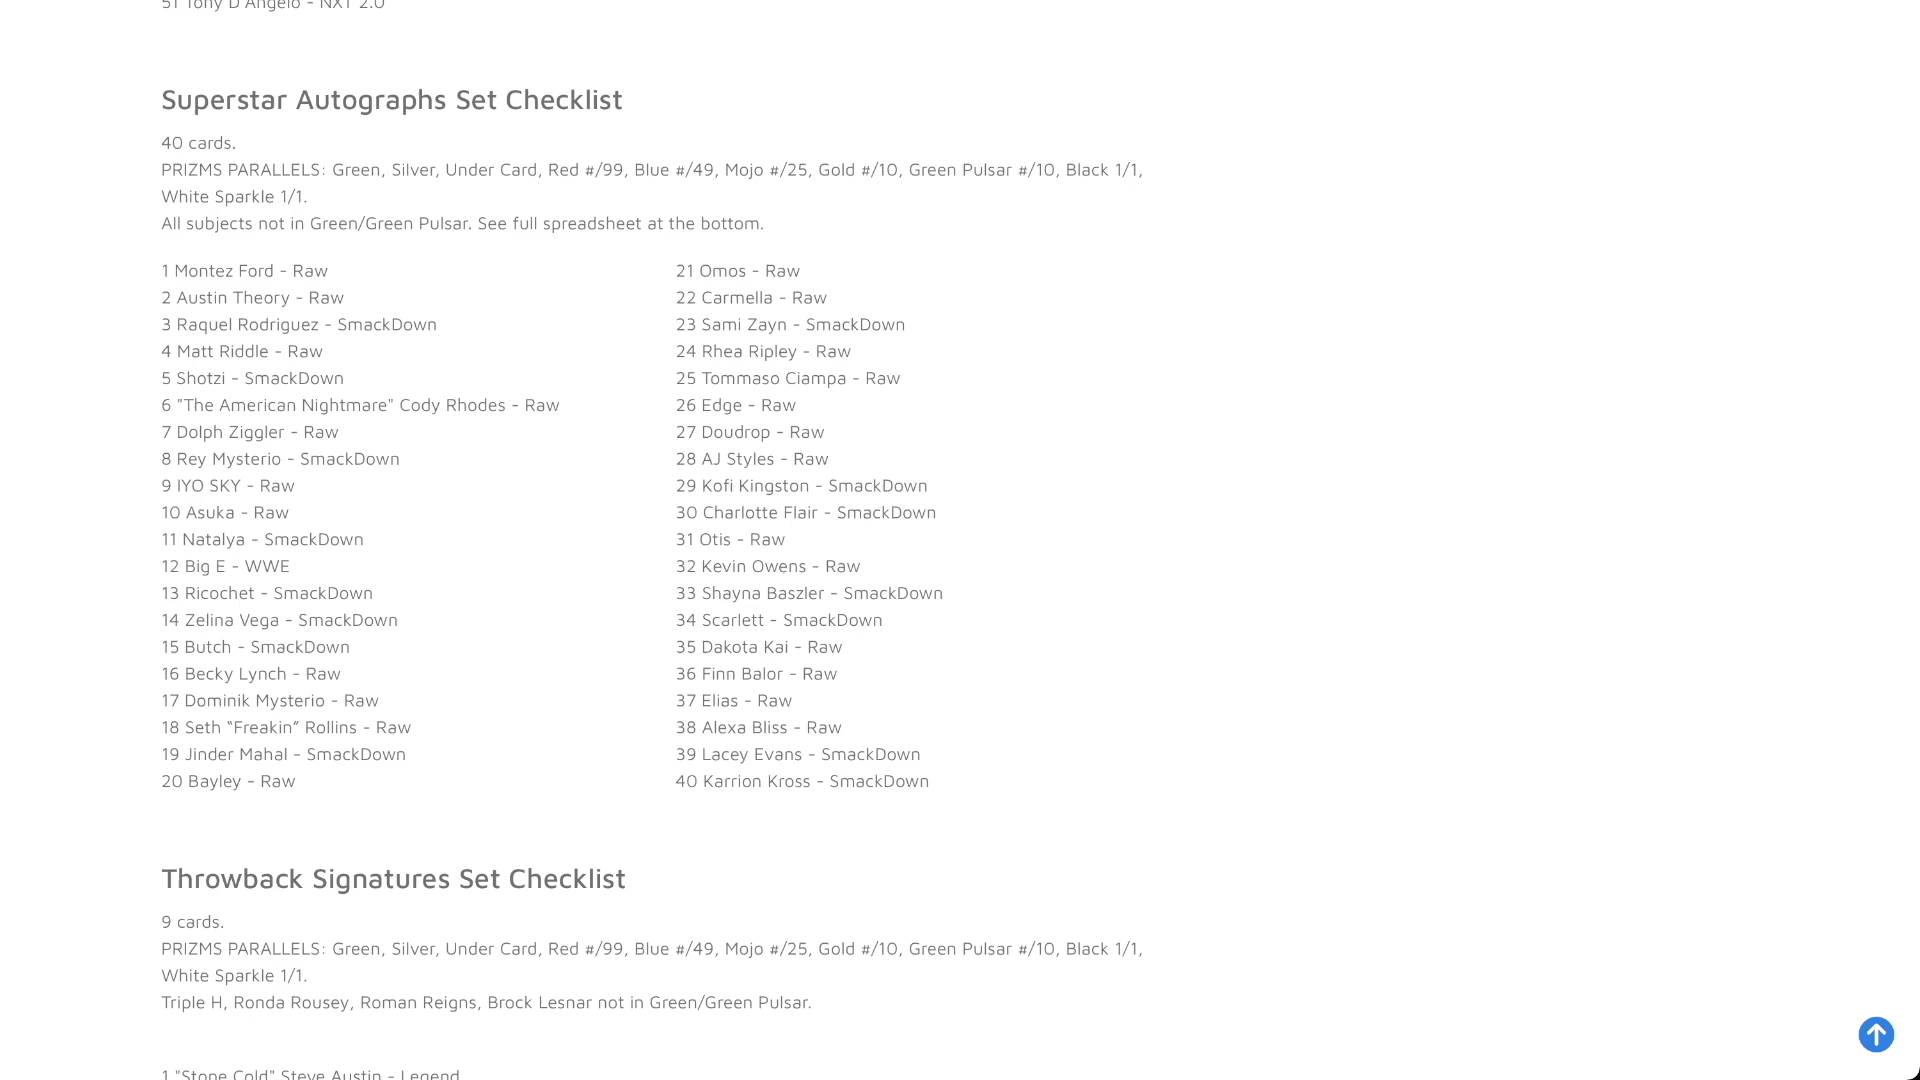 51 Tony D'Angelo - NXT 2.0
Superstar Autographs Set Checklist
40 cards.
PRIZMS PARALLELS: Green, Silver, Under Card, Red #/99, Blue #/49, Mojo #/25, Gold #/10, Green Pulsar #/10, Black 1/1,
White Sparkle 1/1.
All subjects not in Green/Green Pulsar. See full spreadsheet at the bottom.
1 Montez Ford - Raw
2 Austin Theory - Raw
3 Raquel Rodriguez - SmackDown
4 Matt Riddle - Raw
5 Shotzi - SmackDown
6 "The American Nightmare" Cody Rhodes - Raw
7 Dolph Ziggler - Raw
8 Rey Mysterio - SmackDown
9 IYO SKY - Raw
10 Asuka - Raw
11 Natalya - SmackDown
12 Big E - WWE
13 Ricochet - SmackDown
14 Zelina Vega - SmackDown
15 Butch - SmackDown
16 Becky Lynch - Raw
17 Dominik Mysterio - Raw
18 Seth “Freakin” Rollins - Raw
19 Jinder Mahal - SmackDown
20 Bayley - Raw
21 Omos - Raw
22 Carmella - Raw
23 Sami Zayn - SmackDown
24 Rhea Ripley - Raw
25 Tommaso Ciampa - Raw
26 Edge - Raw
27 Doudrop - Raw
28 AJ Styles - Raw
29 Kofi Kingston - SmackDown
30 Charlotte Flair - SmackDown
31 Otis - Raw
32 Kevin Owens - Raw
33 Shayna Baszler - SmackDown
34 Scarlett - SmackDown
35 Dakota Kai - Raw
36 Finn Balor - Raw
37 Elias - Raw
38 Alexa Bliss - Raw
39 Lacey Evans - SmackDown
40 Karrion Kross - SmackDown
Throwback Signatures Set Checklist
9 cards.
PRIZMS PARALLELS: Green, Silver, Under Card, Red #/99, Blue #/49, Mojo #/25, Gold #/10, Green Pulsar #/10, Black 1/1,
White Sparkle 1/1.
Triple H, Ronda Rousey, Roman Reigns, Brock Lesnar not in Green/Green Pulsar.
1 "Stone Cold" Steve Austin - Legend